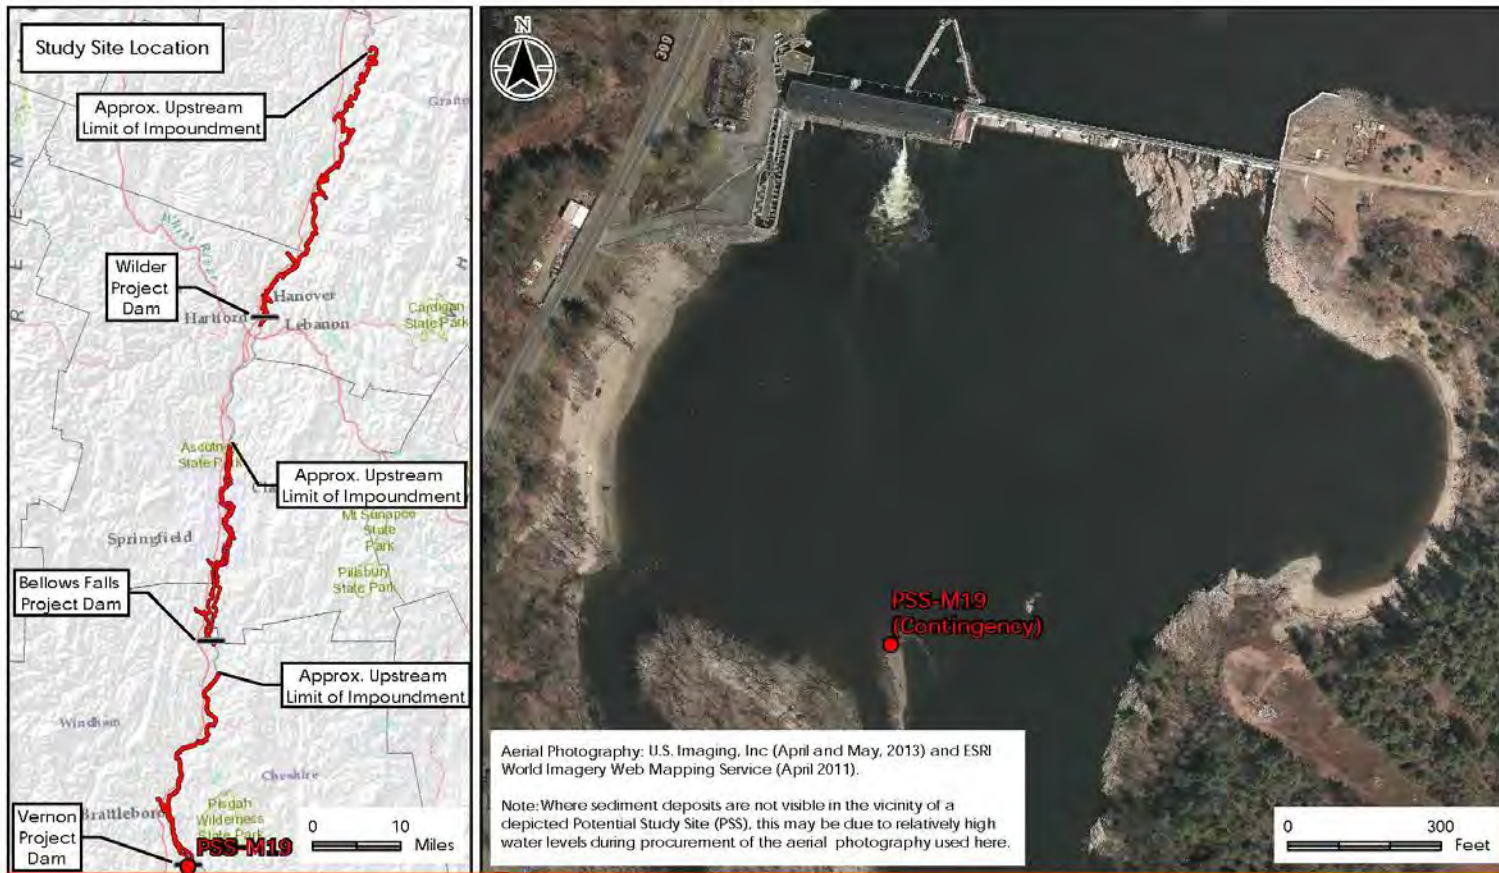 Study Site Location
Approx. Upstream
Limit of Impoundment
White River
Wilder
Project
Dam
Hanover
Hartford
Lebanon
Cardigan
State Park
State Park
Approx. Upstream
Limit of Impoundment
Mt Sunapee
State
Park
Springfield
Pillsbury
State Park
Bellows Falls
Project Dam
Approx. Upstream
Limit of Impoundment
Windham
Cheshire
Brattleboro
Pisgah
Wilderness
State Park
Vernon
Project
Dam
PSS-M19
0 10
Miles
N
PSS-M19
(Contingency)
Aerial Photography: U.S. Imaging, Inc (April and May, 2013) and ESRI
World Imagery Web Mapping Service (April 2011).
Note: Where sediment deposits are not visible in the vicinity of a
depicted Potential Study Site (PSS), this may be due to relatively high
water levels during procurement of the aerial photography used here.
0 300
Feet